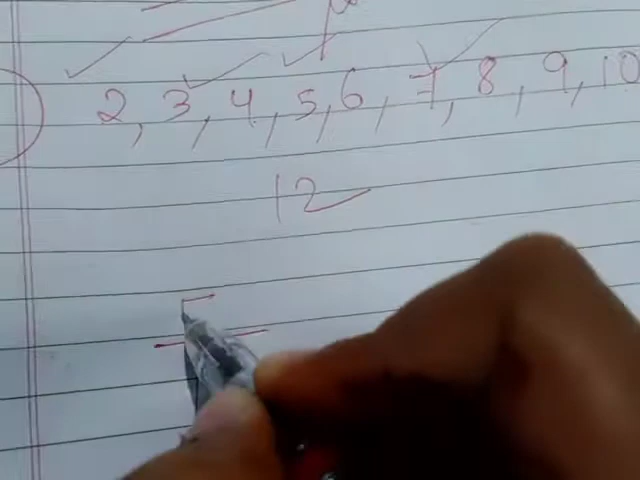 2, 3, 4, 5, 6, 7, 8, 9, 10
12